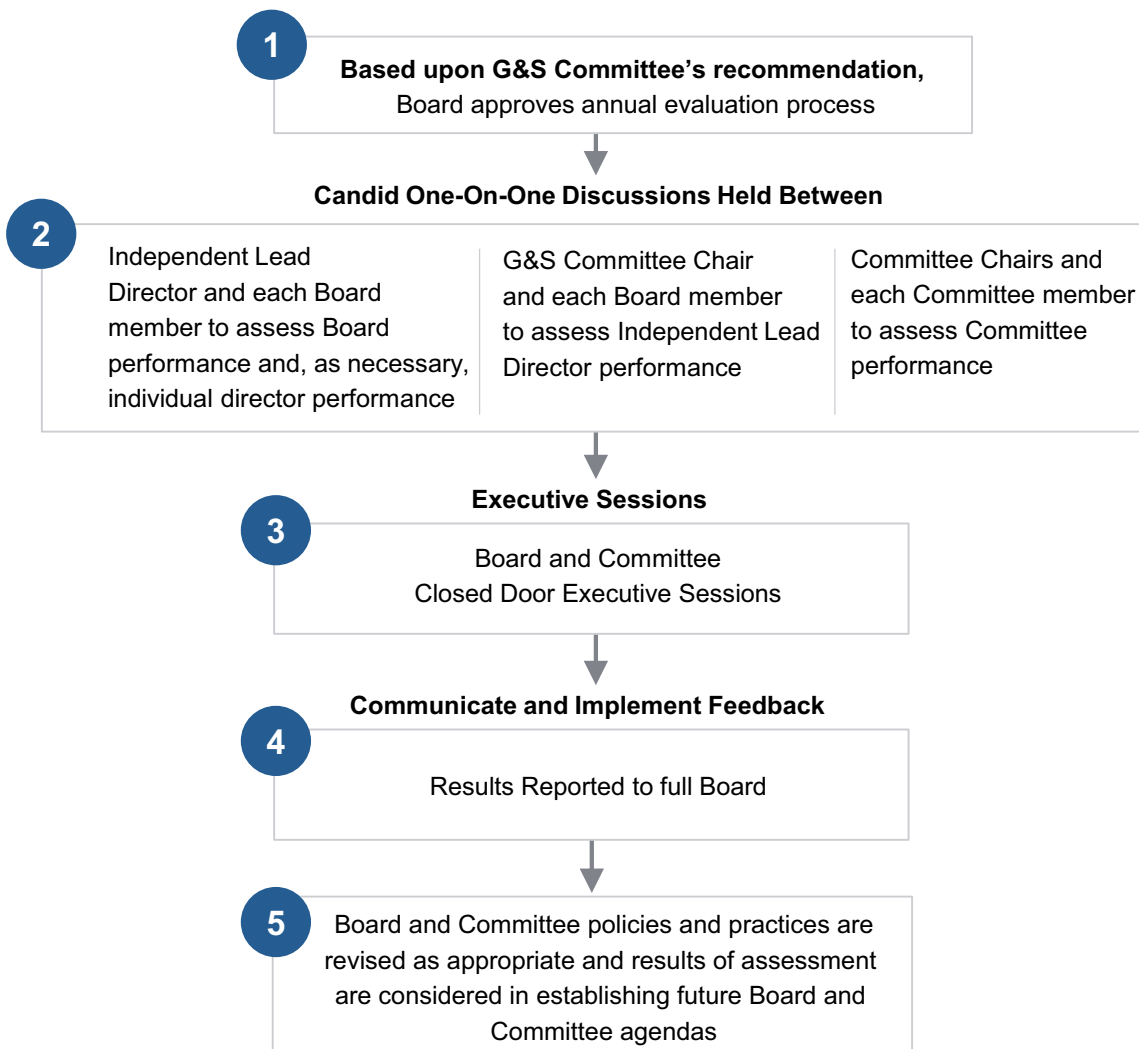 1
Based upon G&S Committee's recommendation,
Board approves annual evaluation process
Candid One-On-One Discussions Held Between
2
Independent Lead
Director and each Board
member to assess Board
performance and, as necessary,
individual director performance
G&S Committee Chair
and each Board member
to assess Independent Lead
Director performance
Committee Chairs and
each Committee member
to assess Committee
performance
Executive Sessions
3
Board and Committee
Closed Door Executive Sessions
Communicate and Implement Feedback
4
Results Reported to full Board
5
Board and Committee policies and practices are
revised as appropriate and results of assessment
are considered in establishing future Board and
Committee agendas